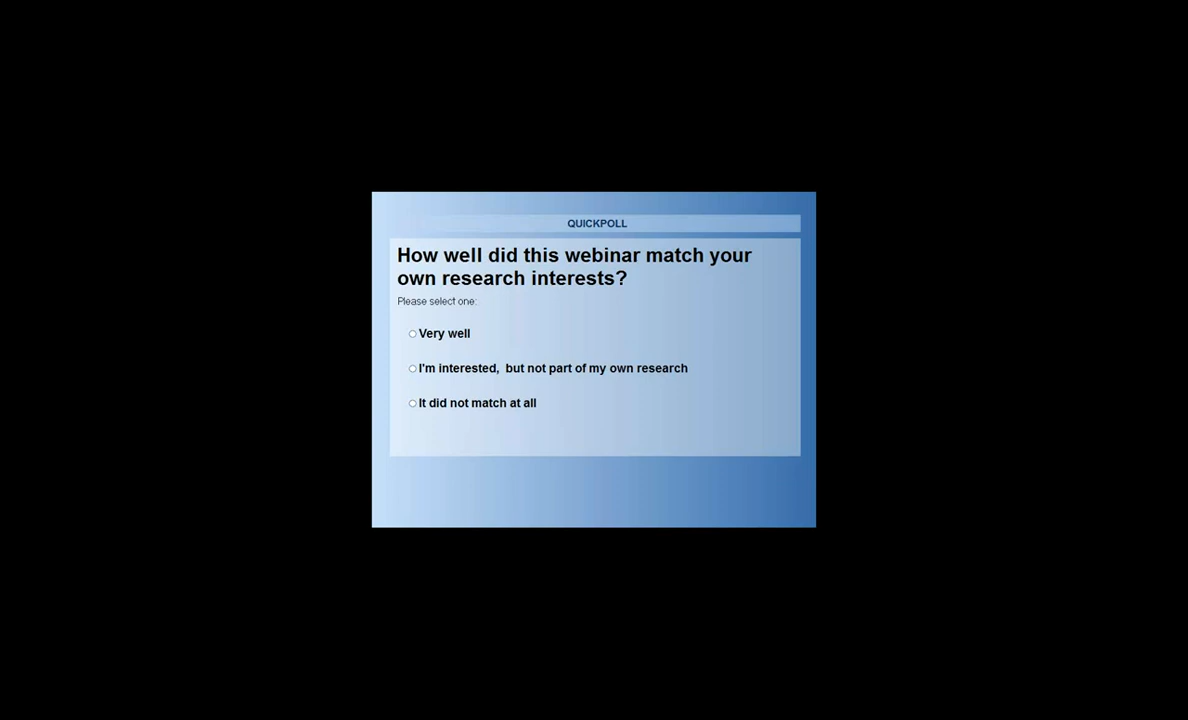 QUICKPOLL
How well did this webinar match your
own research interests?
Please select one:
Very well
I'm interested,  but not part of my own research
It did not match at all